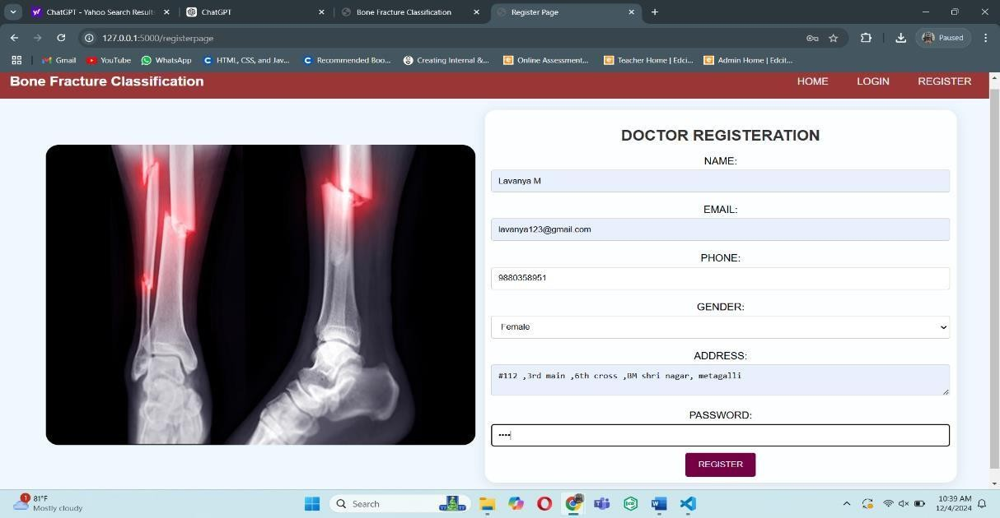 ChatGPT - Yahoo Search Results
ChatGPT
Bone Fracture Classification
Register Page
127.0.0.1:5000/registerpage
Paused
Gmail
YouTube
WhatsApp
HTML, CSS, and Jav...
Recommended Boo...
Creating Internal &...
Online Assessment...
Teacher Home | Edci...
Admin Home | Edcit...
Bone Fracture Classification
HOME
LOGIN
REGISTER
DOCTOR REGISTERATION
NAME:
Lavanya M
EMAIL:
lavanya123@gmail.com
PHONE:
9880358951
GENDER:
Female
ADDRESS:
#112 ,3rd main ,6th cross ,BM shri nagar, metagalli
PASSWORD:
••••
REGISTER
1
81°F
Mostly cloudy
Search
10:39 AM
12/4/2024